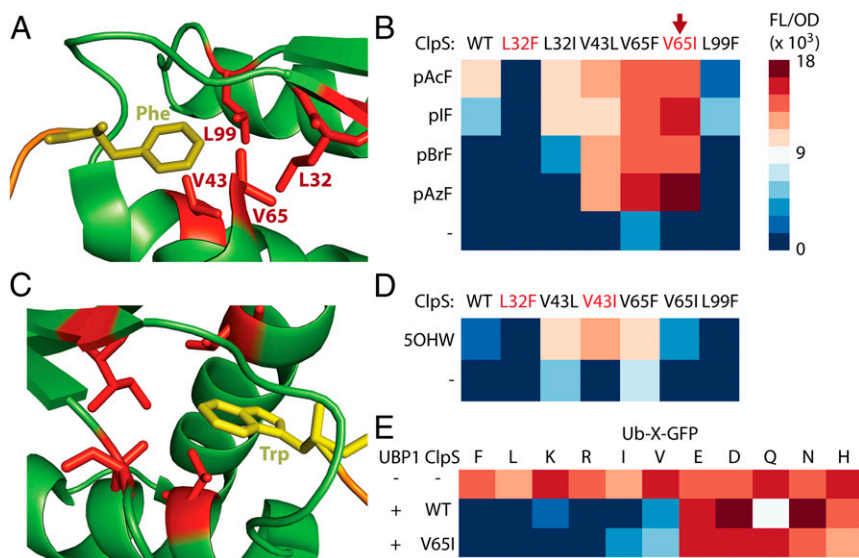 A
Phe
L99
V43
L32
V65
B
ClpS: WT L32F L32I V43L V65F V65I L99F
pAcF
pIF
pBrF
pAzF
-
FL/OD
(x 10³)
18
9
0
C
Trp
D
ClpS: WT L32F V43L V43I V65F V65I L99F
5OHW
-
E
Ub-X-GFP
UBP1 ClpS F L K R I V E D Q N H
- -
+ WT
+ V65I